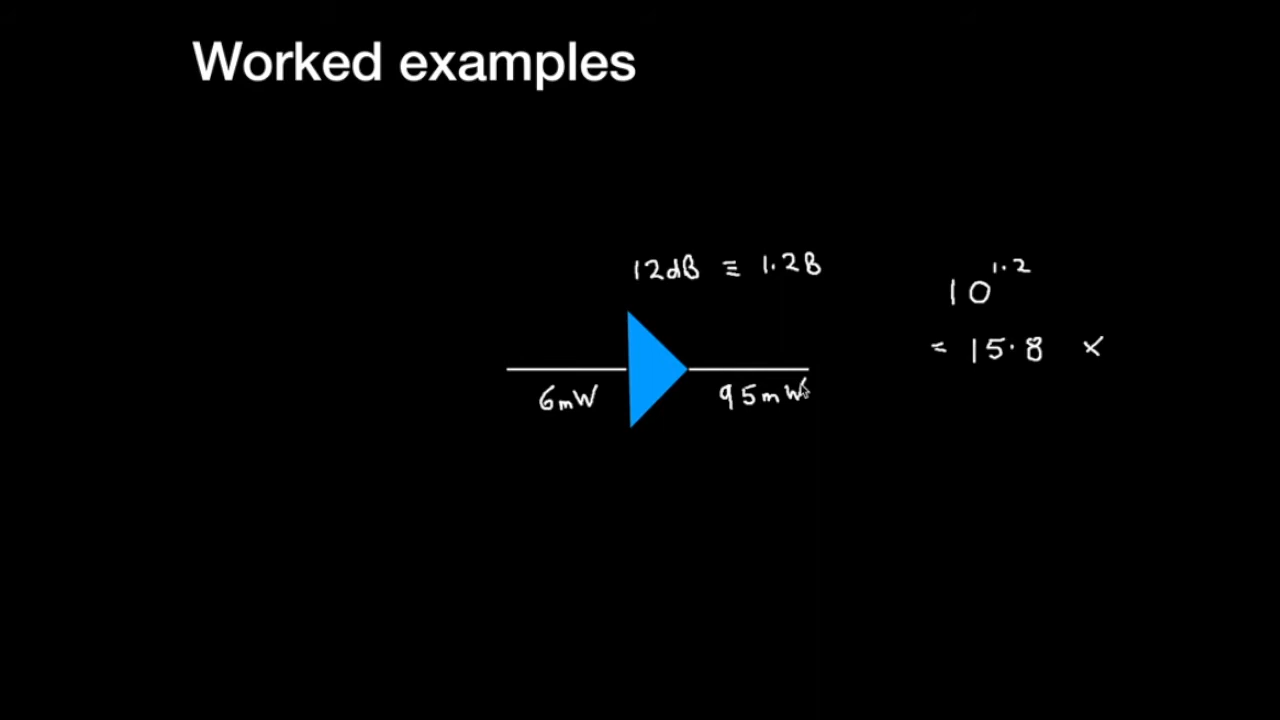 Worked examples
12dB ≡ 1.2B
10^1.2
= 15.8 ×
6mW
95mW